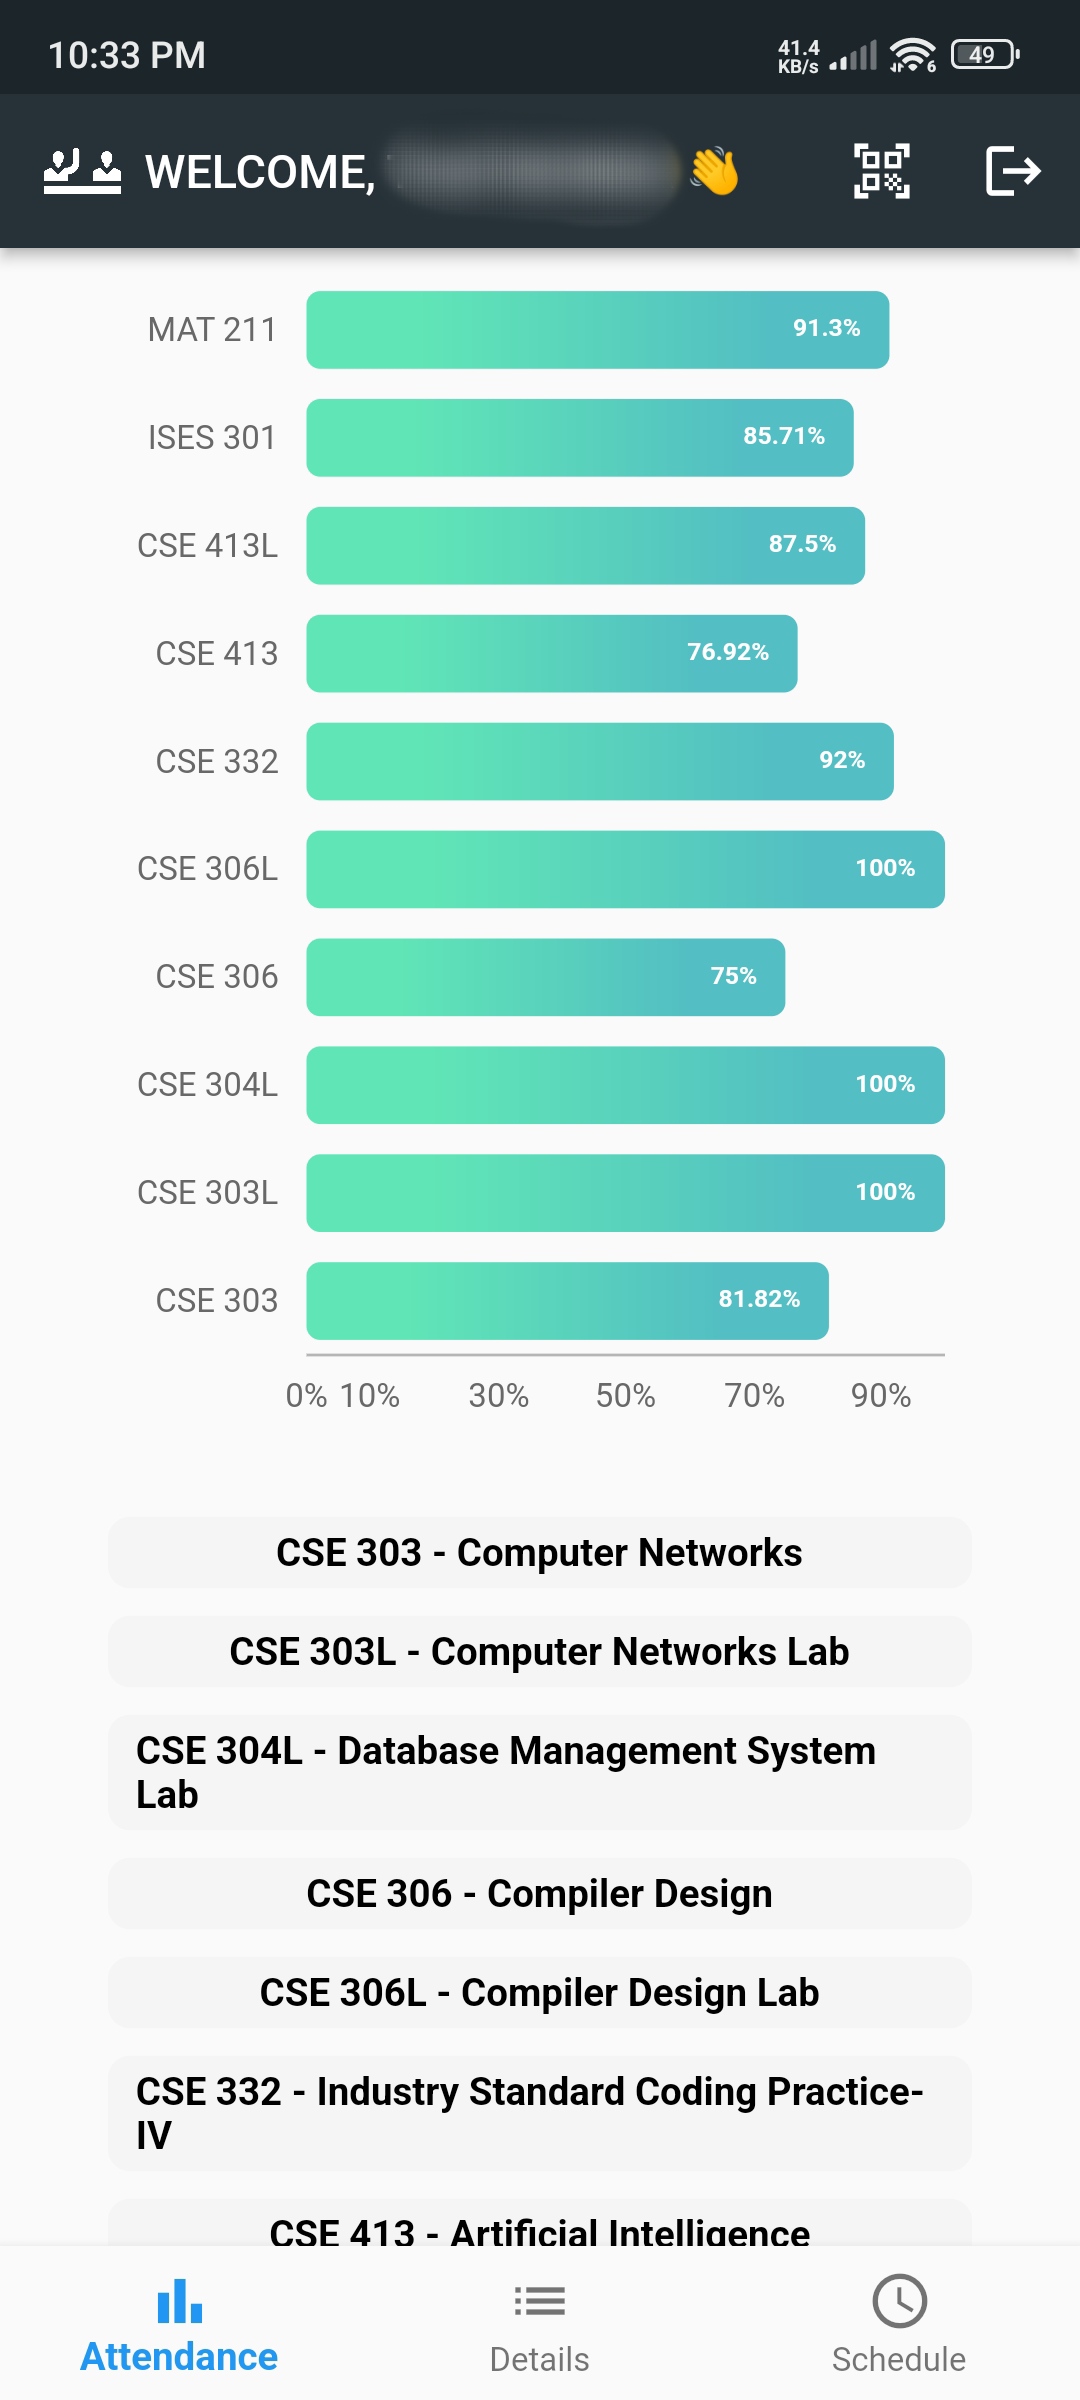 10:33 PM
41.4
KB/s
6
49
WELCOME,
MAT 211
91.3%
ISES 301
85.71%
CSE 413L
87.5%
CSE 413
76.92%
CSE 332
92%
CSE 306L
100%
CSE 306
75%
CSE 304L
100%
CSE 303L
100%
CSE 303
81.82%
0% 10% 30% 50% 70% 90%
CSE 303 - Computer Networks
CSE 303L - Computer Networks Lab
CSE 304L - Database Management System
Lab
CSE 306 - Compiler Design
CSE 306L - Compiler Design Lab
CSE 332 - Industry Standard Coding Practice-
IV
CSE 413 - Artificial Intelligence
Attendance
Details
Schedule